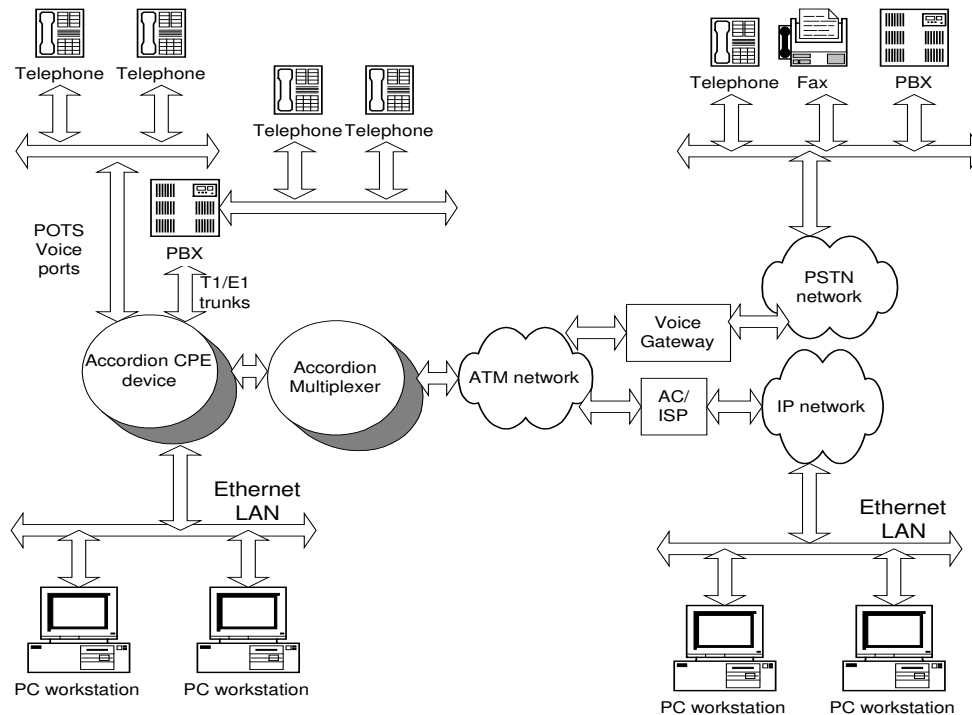 Telephone
Telephone
Telephone
Telephone
PBX
POTS
Voice
ports
T1/E1
trunks
Accordion CPE
device
Accordion
Multiplexer
ATM network
Voice
Gateway
AC/
ISP
PSTN
network
IP network
Telephone
Fax
PBX
Ethernet
LAN
PC workstation
PC workstation
Ethernet
LAN
PC workstation
PC workstation